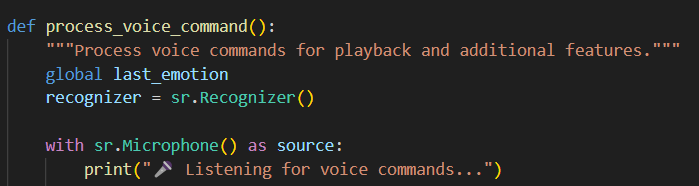 def process_voice_command():
"""Process voice commands for playback and additional features."""
global last_emotion
recognizer = sr.Recognizer()
with sr.Microphone() as source:
print("🎤 Listening for voice commands...")